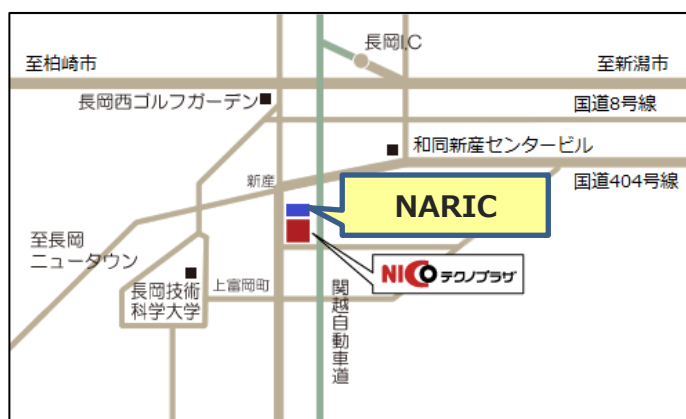 長岡I.C
至柏崎市
至新潟市
長岡西ゴルフガーデン
国道8号線
和同新産センタービル
新産
国道404号線
NARIC
至長岡
ニュータウン
NICO テクノプラザ
長岡技術
科学大学
上富岡町
関越自動車道